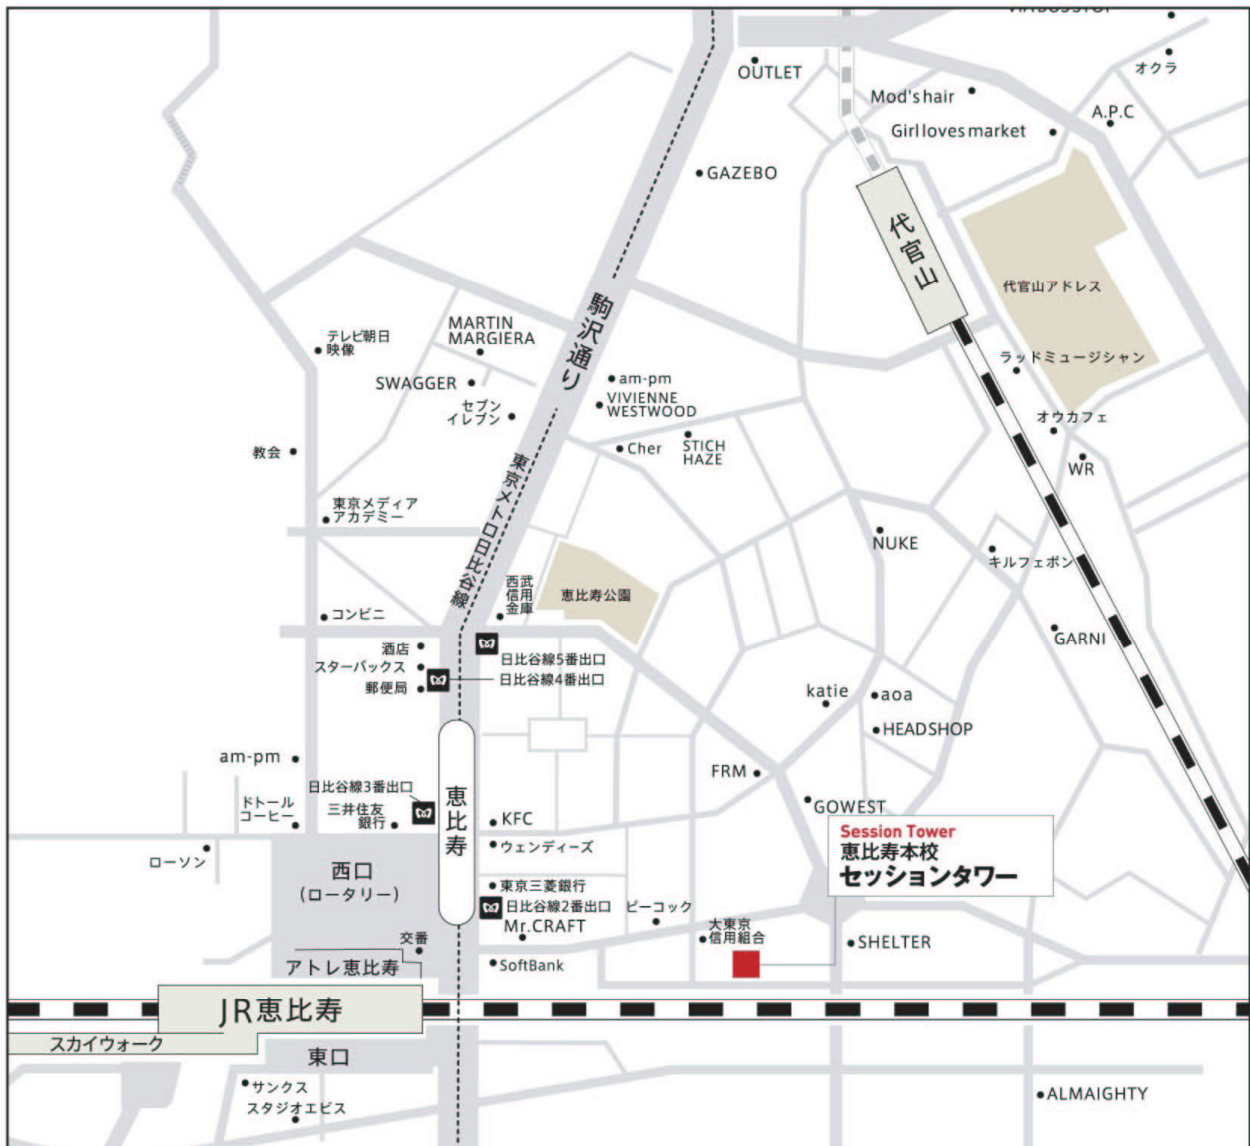 OUTLET
オクラ
Mod's hair
A.P.C
Girl loves market
GAZEBO
代官山
代官山アドレス
駒沢通り
MARTIN
MARGIERA
テレビ朝日
映像
ラッドミュージシャン
SWAGGER
am-pm
VIVIENNE
WESTWOOD
セブン
イレブン
オウカフェ
Cher
STICH
HAZE
教会
WR
東京メトロ日比谷線
東京メディア
アカデミー
NUKE
キルフェボン
西武
信用
金庫
恵比寿公園
コンビニ
GARNI
酒店
日比谷線5番出口
スターバックス
日比谷線4番出口
郵便局
katie
aoa
HEADSHOP
am-pm
FRM
日比谷線3番出口
恵比寿
ドトール
コーヒー
三井住友
銀行
GOWEST
KFC
Session Tower
恵比寿本校
セッションタワー
ウェンディーズ
ローソン
西口
(ロータリー)
東京三菱銀行
日比谷線2番出口
ピーコック
Mr.CRAFT
大東京
信用組合
交番
SHELTER
アトレ恵比寿
SoftBank
JR恵比寿
スカイウォーク
東口
サンクス
スタジオエビス
ALMAIGHTY